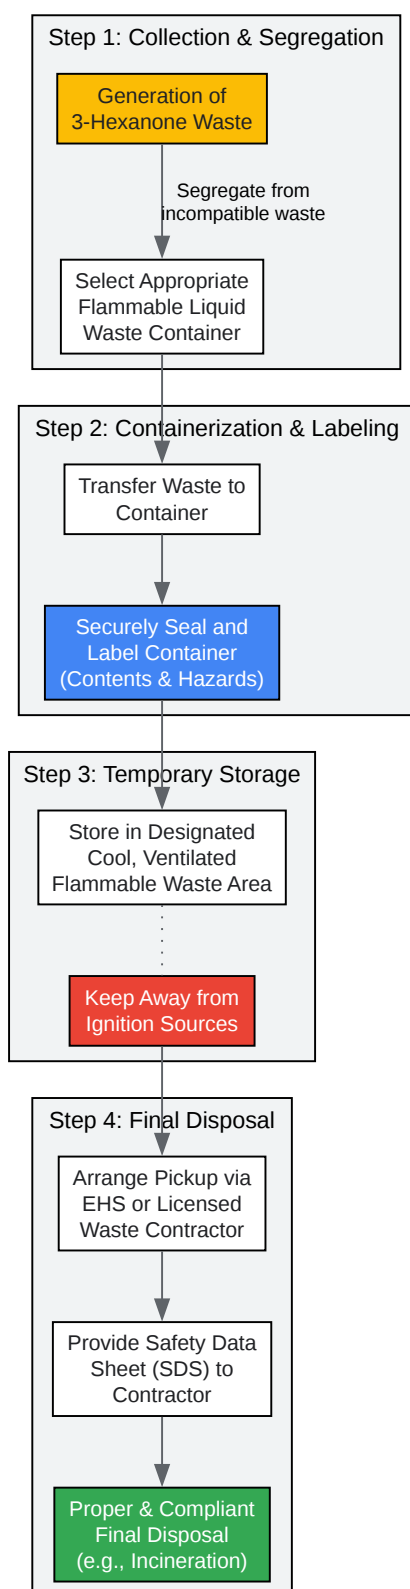 Step 1: Collection & Segregation
Generation of
3-Hexanone Waste
Segregate from
incompatible waste
Select Appropriate
Flammable Liquid
Waste Container
Step 2: Containerization & Labeling
Transfer Waste to
Container
Securely Seal and
Label Container
(Contents & Hazards)
Step 3: Temporary Storage
Store in Designated
Cool, Ventilated
Flammable Waste Area
Keep Away from
Ignition Sources
Step 4: Final Disposal
Arrange Pickup via
EHS or Licensed
Waste Contractor
Provide Safety Data
Sheet (SDS) to
Contractor
Proper & Compliant
Final Disposal
(e.g., Incineration)